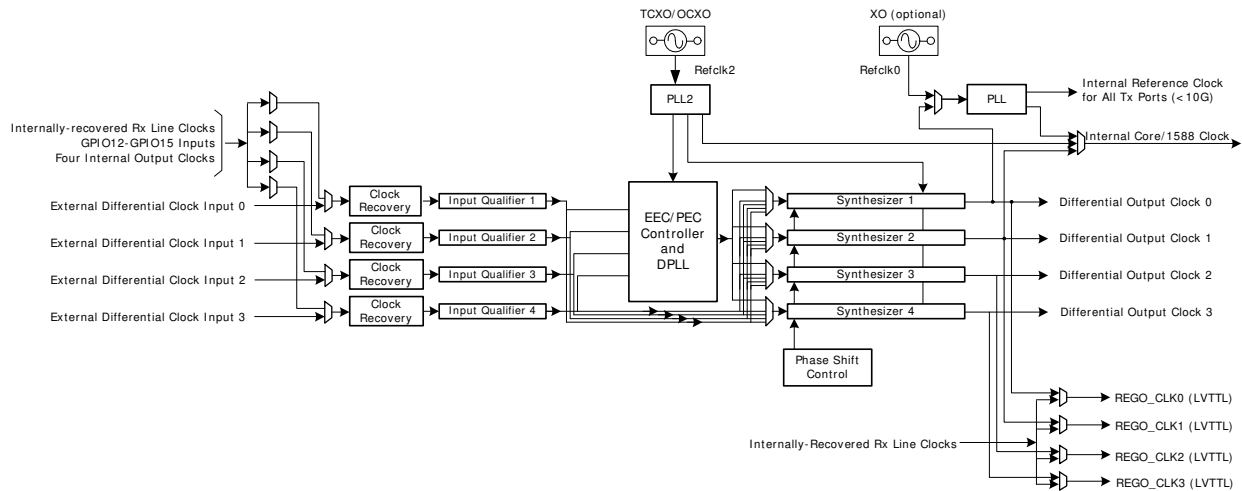 TCXO/OCXO
XO (optional)
Refclk2
Refclk0
PLL2
PLL
Internal Reference Clock
for All Tx Ports (<10G)
Internal Core/1588 Clock
Internally-recovered Rx Line Clocks
GPIO12-GPIO15 Inputs
Four Internal Output Clocks
External Differential Clock Input 0
External Differential Clock Input 1
External Differential Clock Input 2
External Differential Clock Input 3
Clock
Recovery
Clock
Recovery
Clock
Recovery
Clock
Recovery
Input Qualifier 1
Input Qualifier 2
Input Qualifier 3
Input Qualifier 4
EEC/PEC
Controller
and
DPLL
Synthesizer 1
Synthesizer 2
Synthesizer 3
Synthesizer 4
Phase Shift
Control
Differential Output Clock 0
Differential Output Clock 1
Differential Output Clock 2
Differential Output Clock 3
Internally-Recovered Rx Line Clocks
REGO_CLK0 (LVTTL)
REGO_CLK1 (LVTTL)
REGO_CLK2 (LVTTL)
REGO_CLK3 (LVTTL)